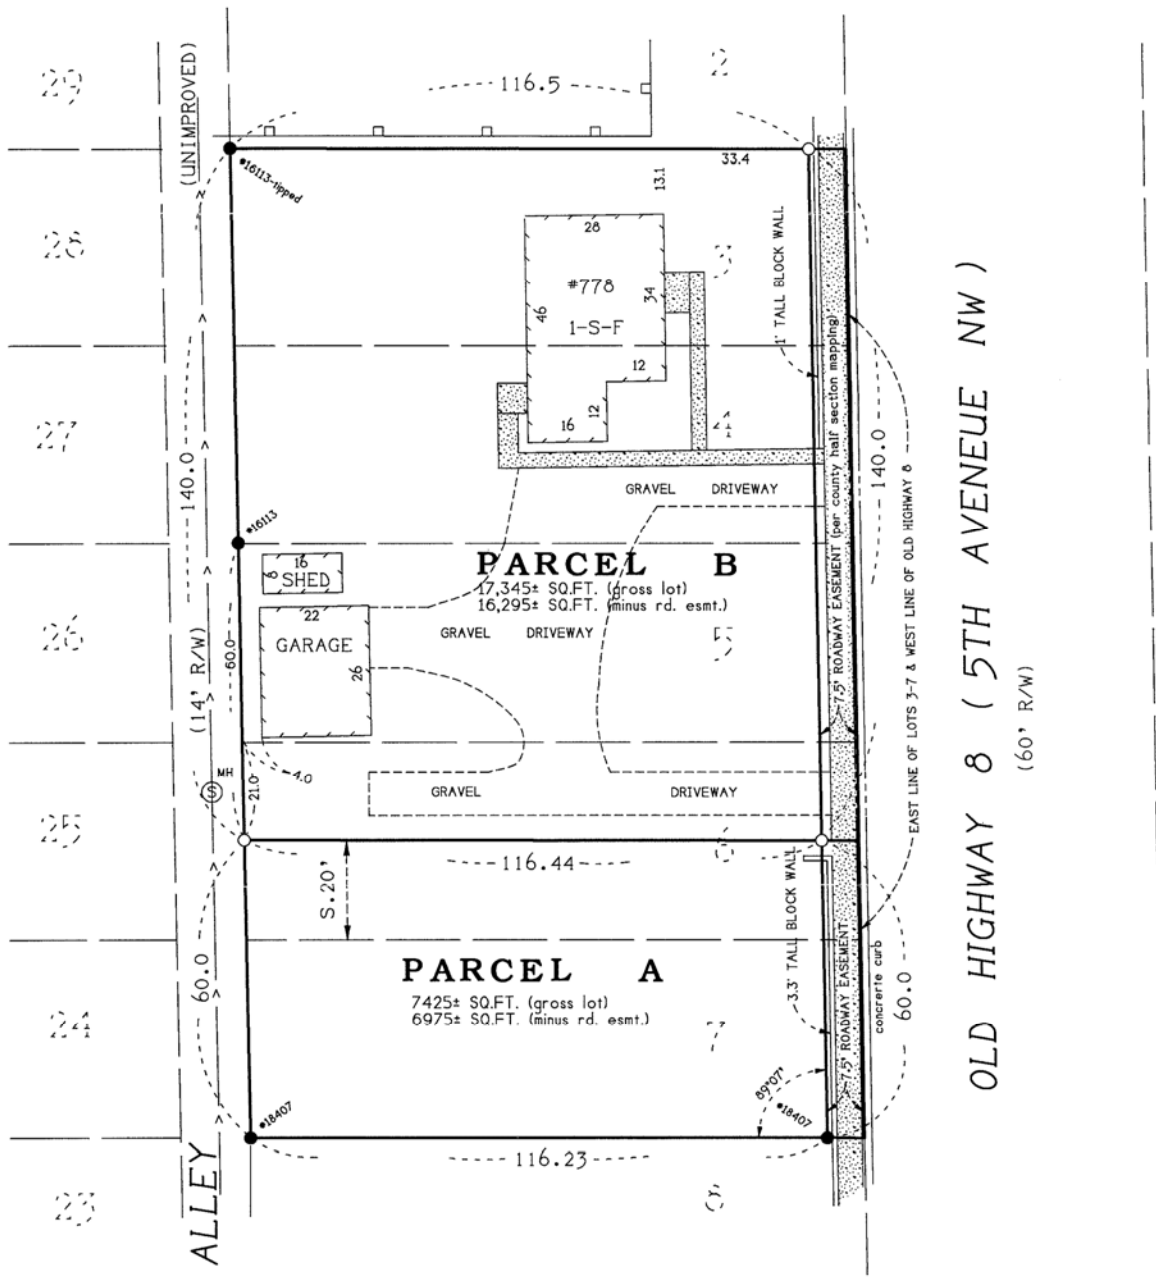 29
2
116.5
(UNIMPROVED)
33.4
#16113-tipped
13.1
28
28
3
#778
34
46
1-S-F
1' TALL BLOCK WALL
12
12
16
27
4
140.0
140.0
GRAVEL DRIVEWAY
7.5' ROADWAY EASEMENT (per county half section mapping)
#16113
16
8
SHED
PARCEL B
17,345± SQ.FT. (gross lot)
16,295± SQ.FT. (minus rd. esmt.)
22
GARAGE
26
GRAVEL DRIVEWAY
26
5
60.0
(14' R/W)
EAST LINE OF LOTS 3-7 & WEST LINE OF OLD HIGHWAY 8
OLD HIGHWAY 8 ( 5TH AVENEUE NW )
(60' R/W)
MH
S
21.0
4.0
GRAVEL DRIVEWAY
25
6
116.44
S.20'
3.3' TALL BLOCK WALL
7.5' ROADWAY EASEMENT
concrerte curb
60.0
60.0
PARCEL A
7425± SQ.FT. (gross lot)
6975± SQ.FT. (minus rd. esmt.)
24
7
89°07'
#18407
#18407
116.23
ALLEY
23
8